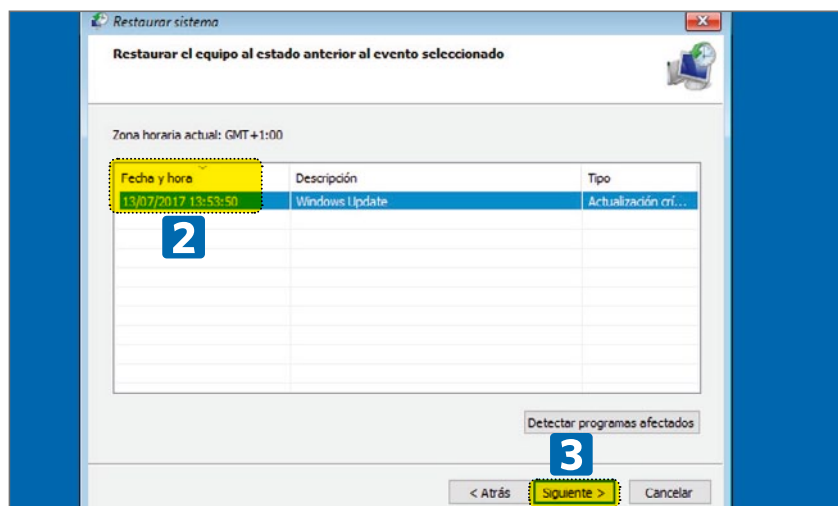 Restaurar sistema
Restaurar el equipo al estado anterior al evento seleccionado
Zona horaria actual: GMT+1:00
Fecha y hora Descripción Tipo
13/07/2017 13:53:50 Windows Update Actualización crí...
2
Detectar programas afectados
3
< Atrás Siguiente > Cancelar